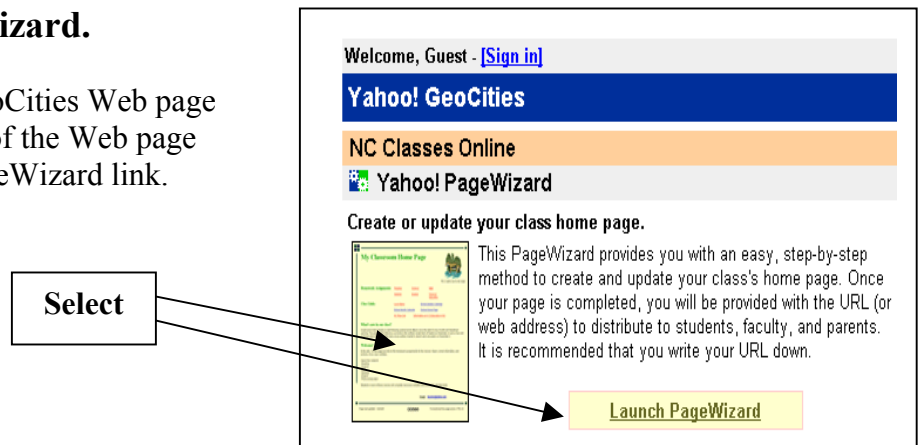 izard.
oCities Web page
of the Web page
eWizard link.
Select
Welcome, Guest - [Sign in]
Yahoo! GeoCities
NC Classes Online
Yahoo! PageWizard
Create or update your class home page.
My Classroom Home Page
This PageWizard provides you with an easy, step-by-step
method to create and update your class's home page. Once
your page is completed, you will be provided with the URL (or
web address) to distribute to students, faculty, and parents.
It is recommended that you write your URL down.
Launch PageWizard